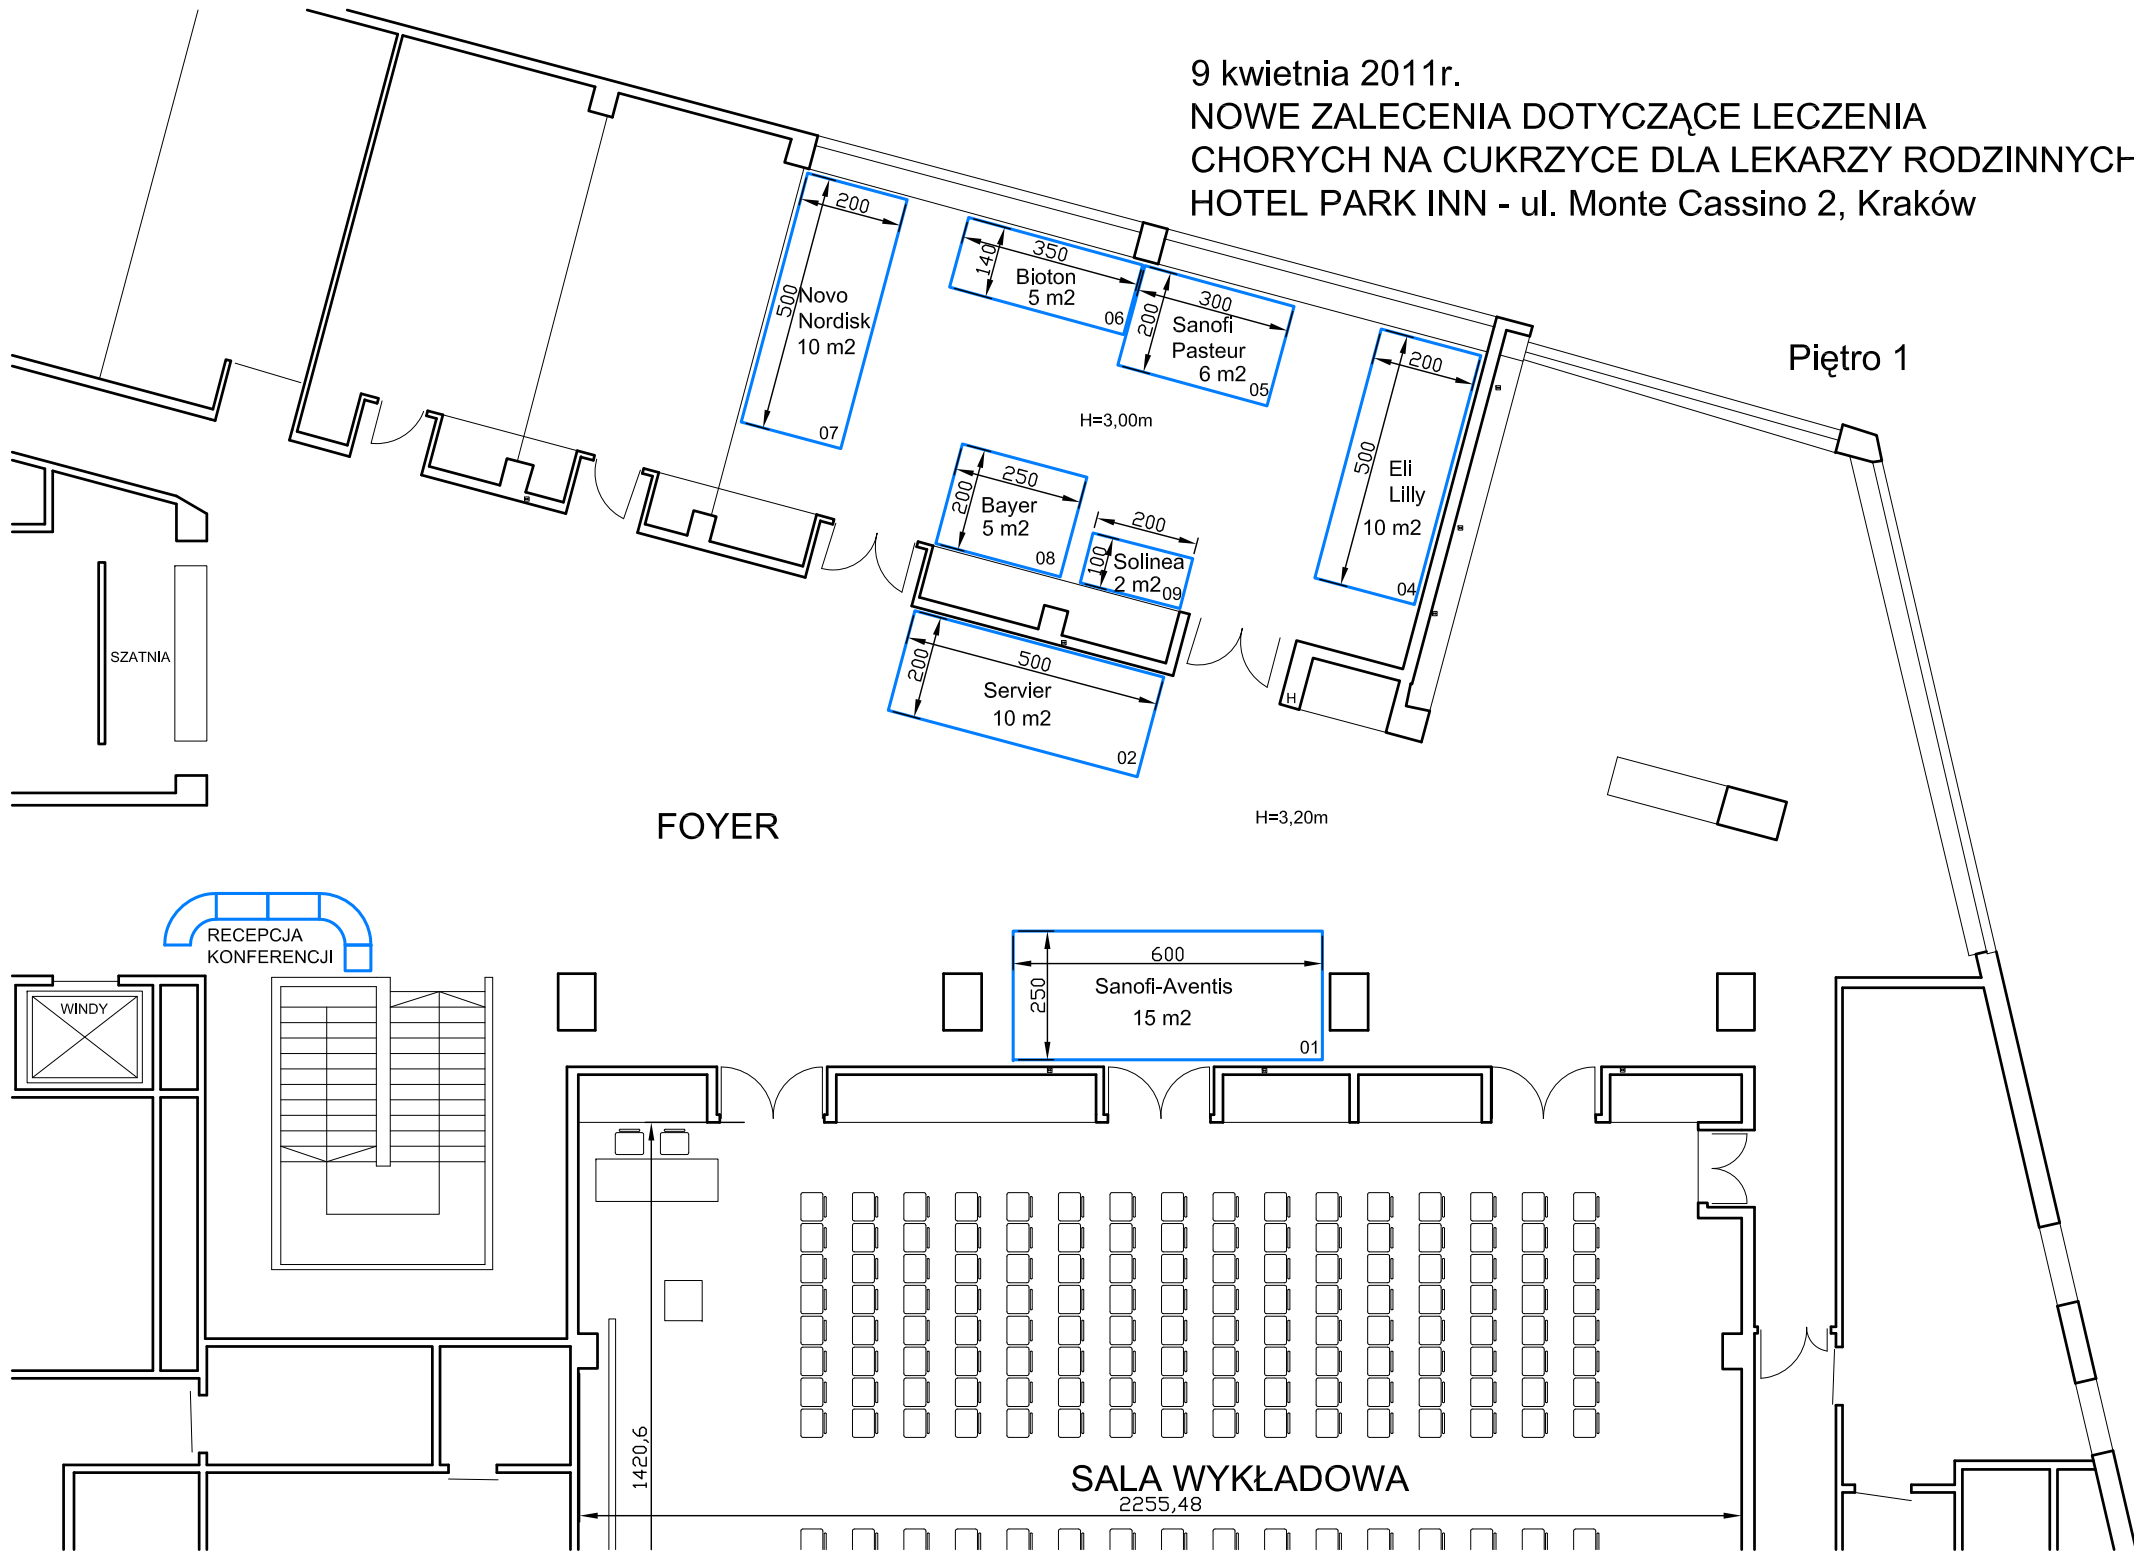 9 kwietnia 2011r.
NOWE ZALECENIA DOTYCZĄCE LECZENIA
CHORYCH NA CUKRZYCE DLA LEKARZY RODZINNYCH
HOTEL PARK INN - ul. Monte Cassino 2, Kraków
Piętro 1
200
500
Novo
Nordisk
10 m2
07
350
140
Bioton
5 m2
06
300
200
Sanofi
Pasteur
6 m2
05
200
500
Eli
Lilly
10 m2
04
H=3,00m
250
200
Bayer
5 m2
08
200
100
Solinea
2 m2
09
500
200
Servier
10 m2
02
H
SZATNIA
FOYER
H=3,20m
RECEPCJA
KONFERENCJI
WINDY
600
250
Sanofi-Aventis
15 m2
01
1420,6
SALA WYKŁADOWA
2255,48